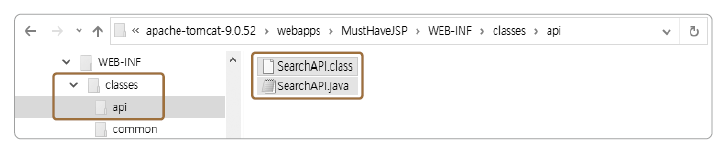 « apache-tomcat-9.0.52 > webapps > MustHaveJSP > WEB-INF > classes > api
WEB-INF
classes
api
common
SearchAPI.class
SearchAPI.java